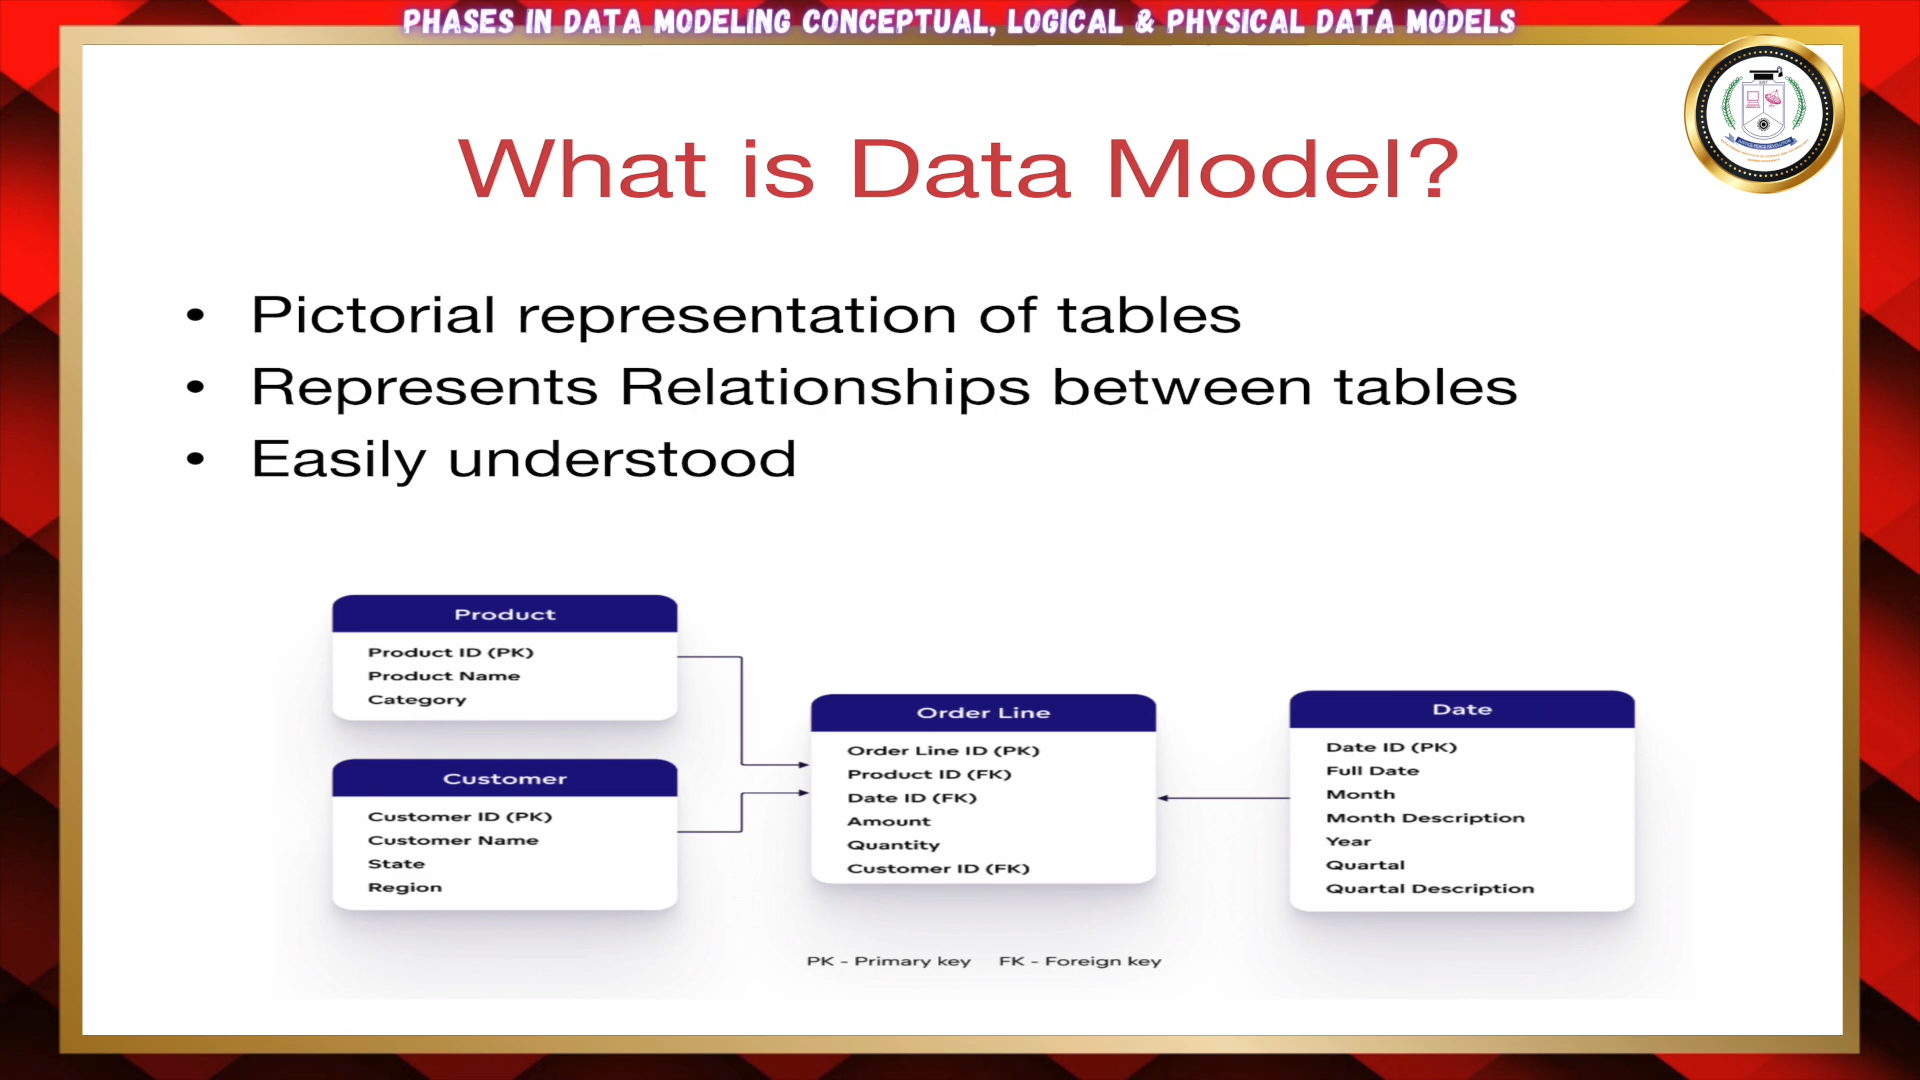 PHASES IN DATA MODELING CONCEPTUAL, LOGICAL & PHYSICAL DATA MODELS
What is Data Model?
• Pictorial representation of tables
• Represents Relationships between tables
• Easily understood
Product
Product ID (PK)
Product Name
Category
Customer
Customer ID (PK)
Customer Name
State
Region
Order Line
Order Line ID (PK)
Product ID (FK)
Date ID (FK)
Amount
Quantity
Customer ID (FK)
Date
Date ID (PK)
Full Date
Month
Month Description
Year
Quartal
Quartal Description
PK - Primary key FK - Foreign key